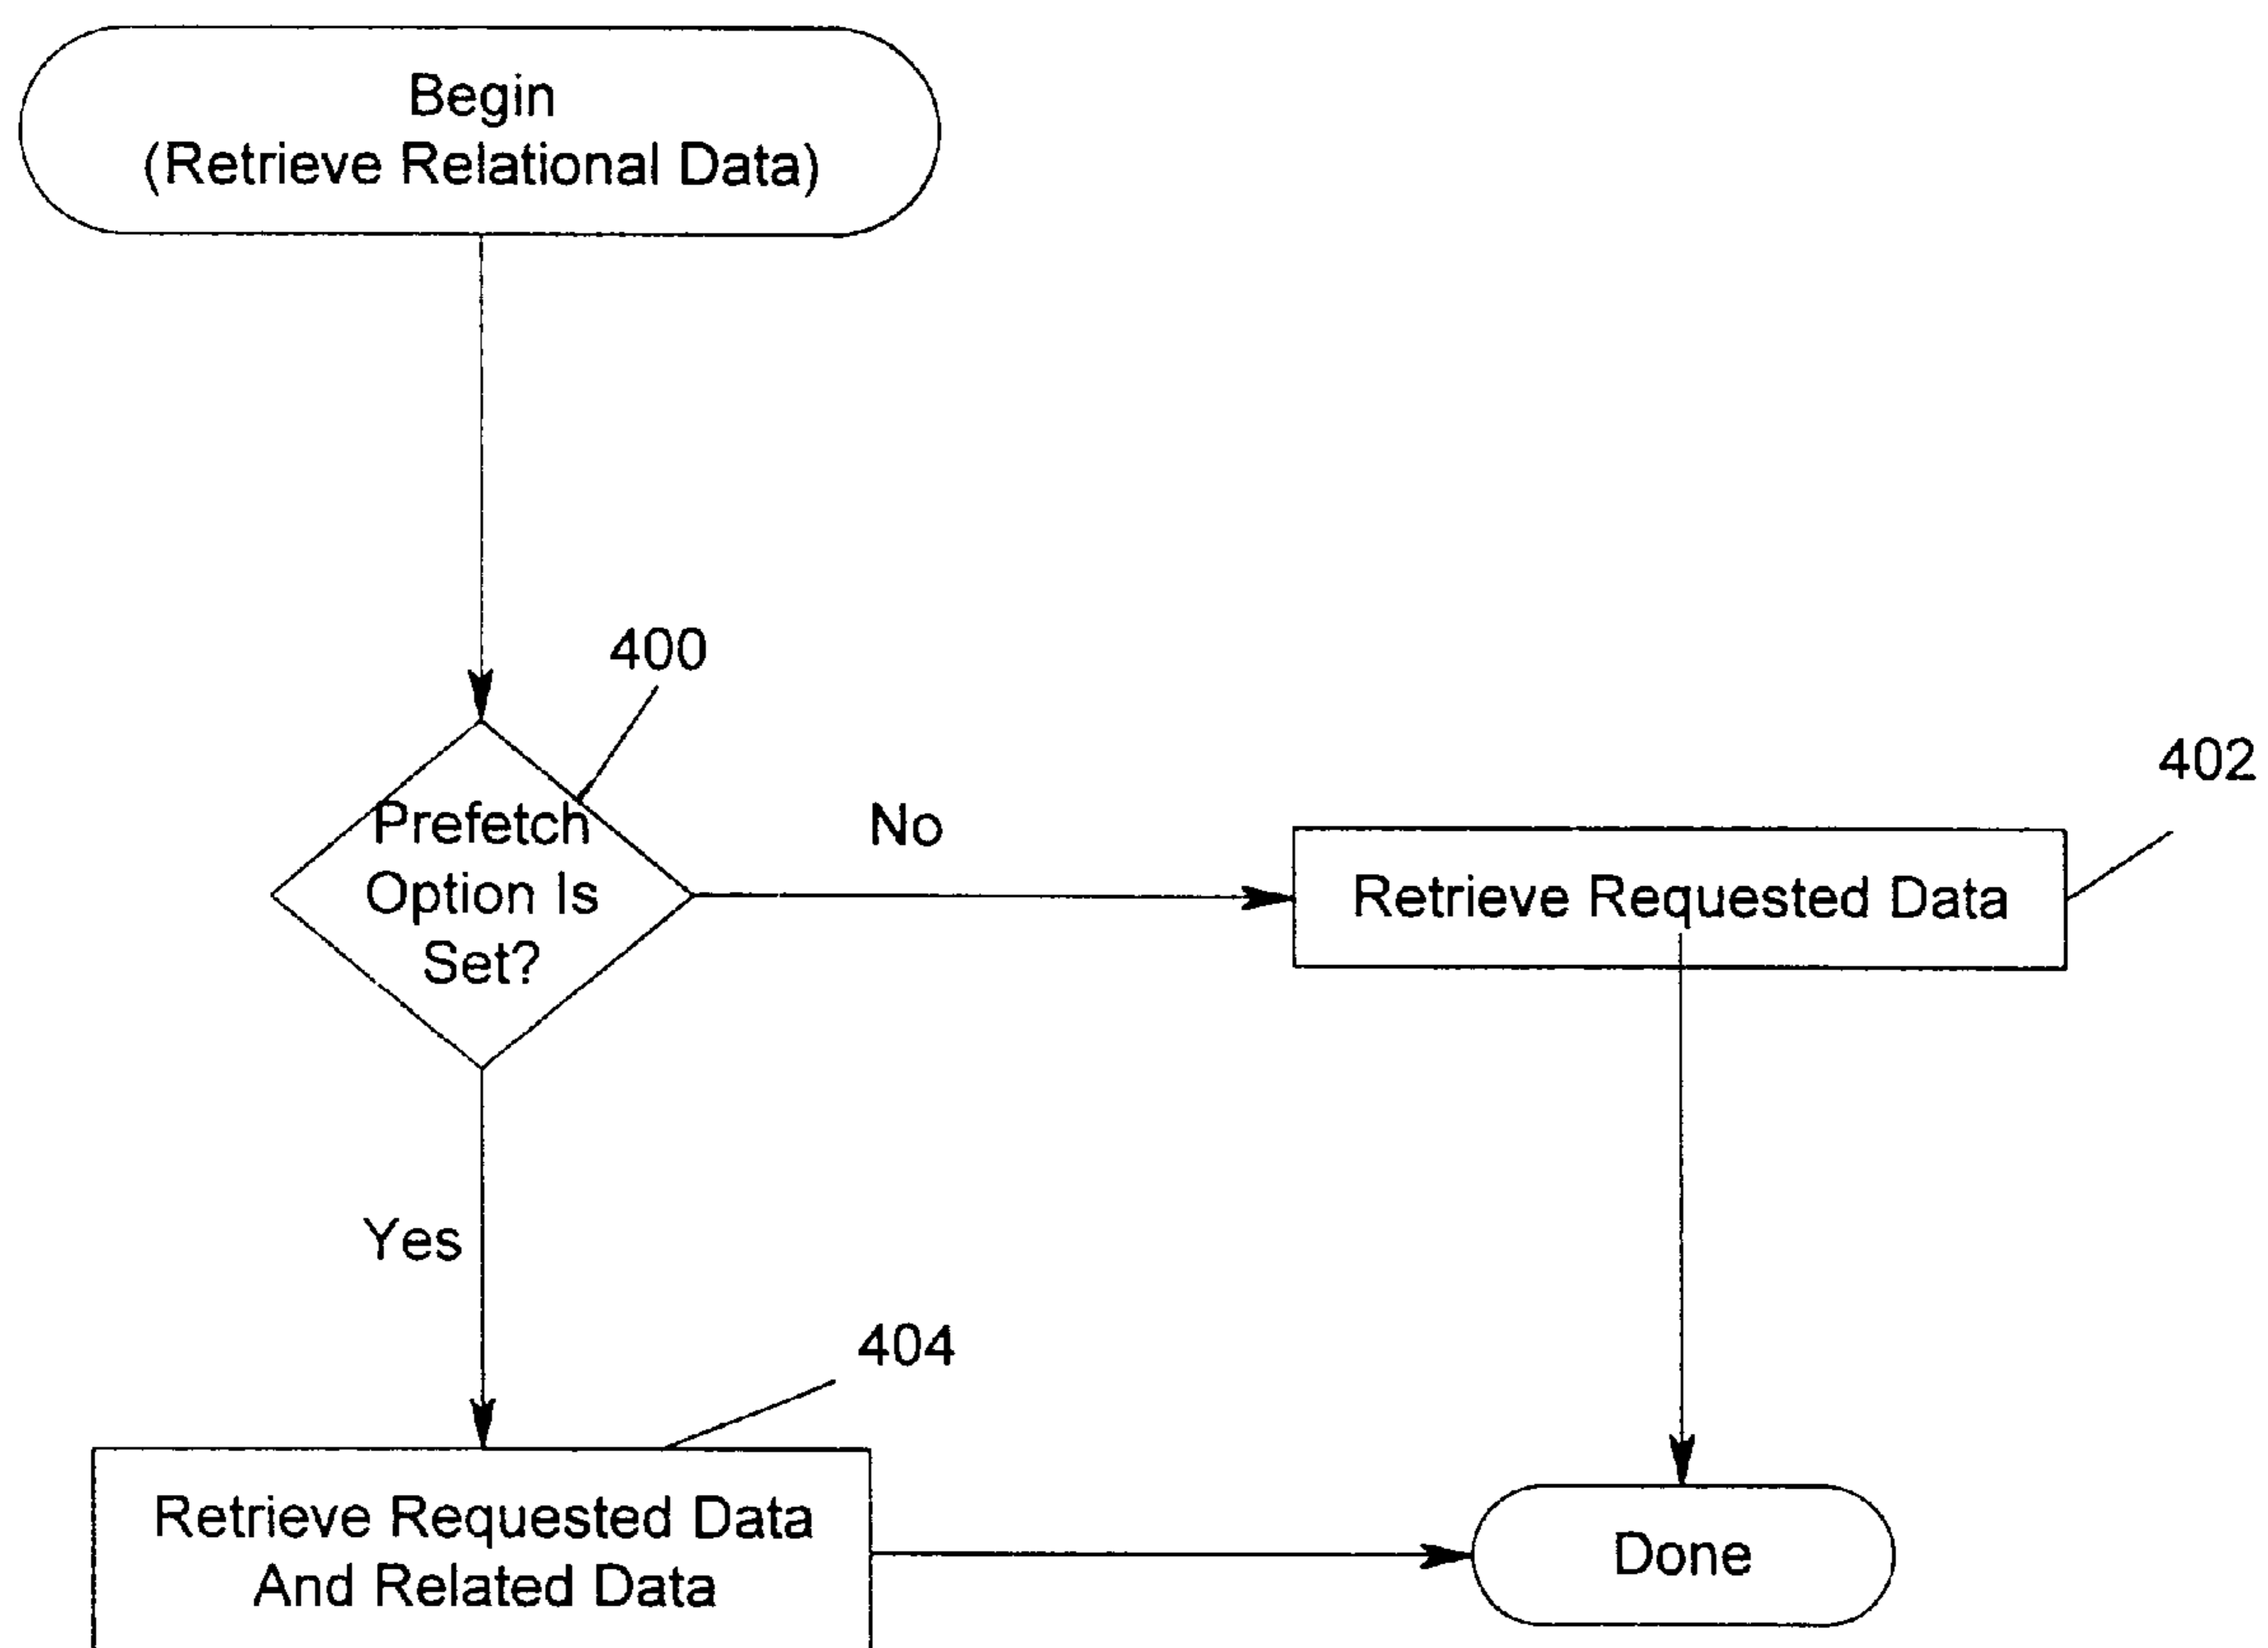 Begin
(Retrieve Relational Data)
400
Prefetch
Option Is
Set?
No
402
Retrieve Requested Data
Yes
404
Retrieve Requested Data
And Related Data
Done